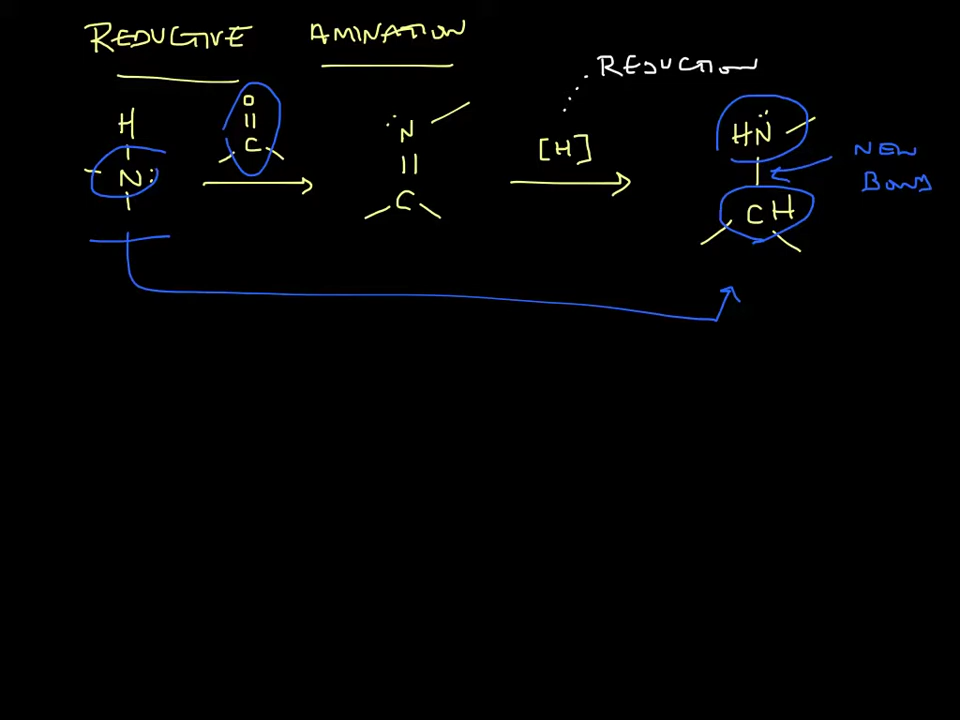 REDUCTIVE AMINATION
REDUCTION
H
N:
O
C
N
C
[H]
HN
CH
NEW
BOND